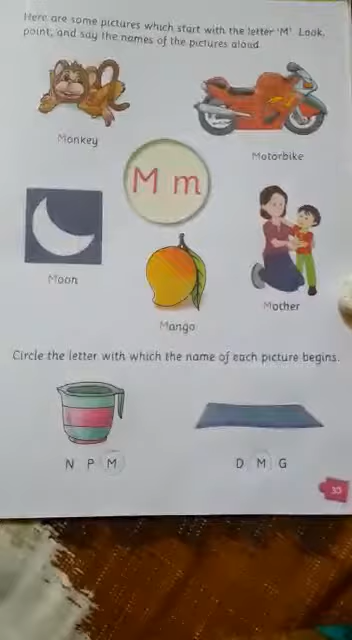 Here are some pictures which start with the letter 'M'. Look,
point, and say the names of the pictures aloud.
Monkey
Motorbike
M m
Moon
Mother
Mango
Circle the letter with which the name of each picture begins.
N P M
D M G